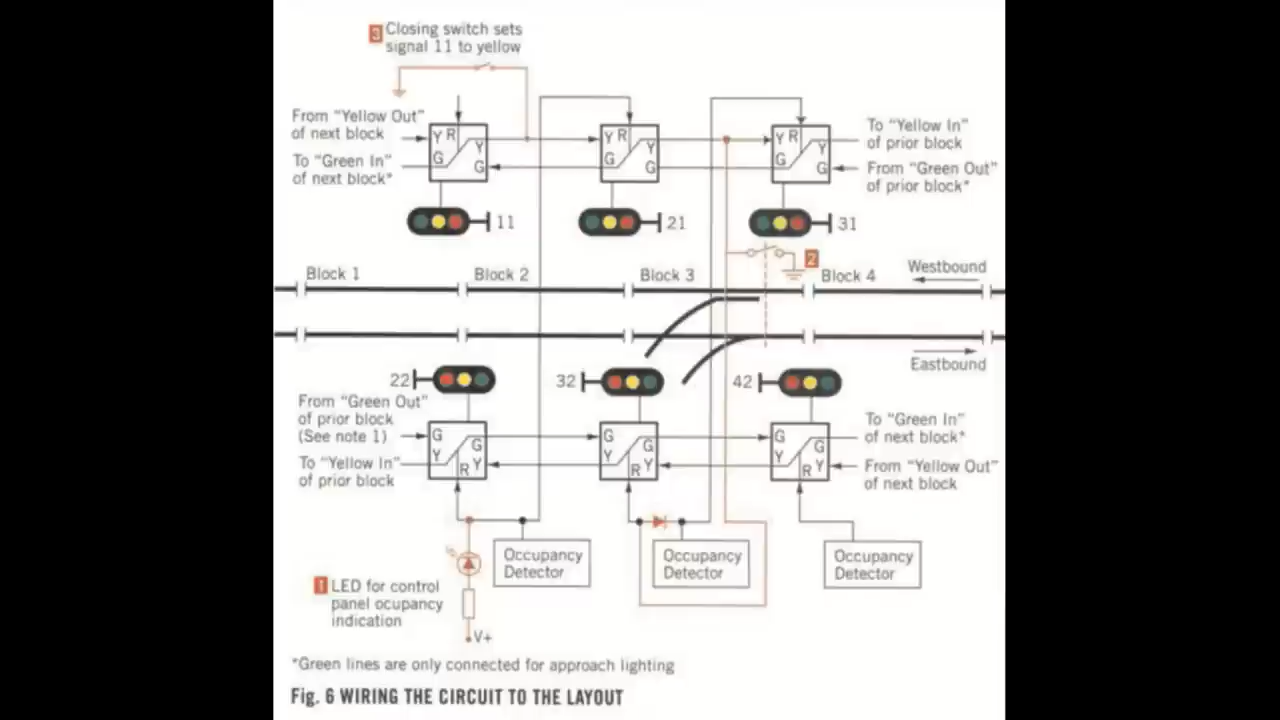 3 Closing switch sets
signal 11 to yellow
From "Yellow Out"
of next block
To "Green In"
of next block*
Y R
G Y
G
Y R
G Y
G
Y R
G Y
G
To "Yellow In"
of prior block
From "Green Out"
of prior block*
11
21
31
2
Block 1
Block 2
Block 3
Block 4
Westbound
Eastbound
22
32
42
From "Green Out"
of prior block
(See note 1)
To "Yellow In"
of prior block
G
Y G
R Y
G
Y G
R Y
G
Y G
R Y
To "Green In"
of next block*
From "Yellow Out"
of next block
Occupancy
Detector
Occupancy
Detector
Occupancy
Detector
1 LED for control
panel ocupancy
indication
V+
*Green lines are only connected for approach lighting
Fig. 6 WIRING THE CIRCUIT TO THE LAYOUT